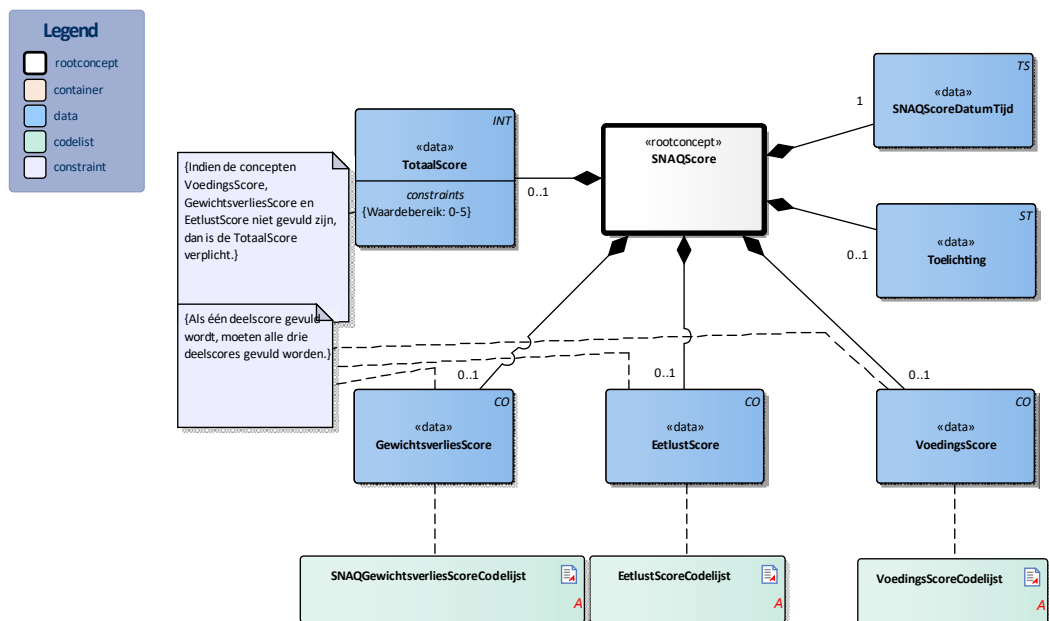 Legend
rootconcept
container
data
codelist
constraint
TS
«data»
SNAQScoreDatumTijd
1
INT
«data»
TotaalScore
constraints
{Waardebereik: 0-5}
0..1
«rootconcept»
SNAQScore
{Indien de concepten
VoedingsScore,
GewichtsverliesScore en
EetlustScore niet gevuld zijn,
dan is de TotaalScore
verplicht.}
ST
«data»
Toelichting
0..1
{Als één deelscore gevuld
wordt, moeten alle drie
deelscores gevuld worden.}
0..1
0..1
0..1
CO
«data»
GewichtsverliesScore
CO
«data»
EetlustScore
CO
«data»
VoedingsScore
SNAQGewichtsverliesScoreCodelijst
A
EetlustScoreCodelijst
A
VoedingsScoreCodelijst
A